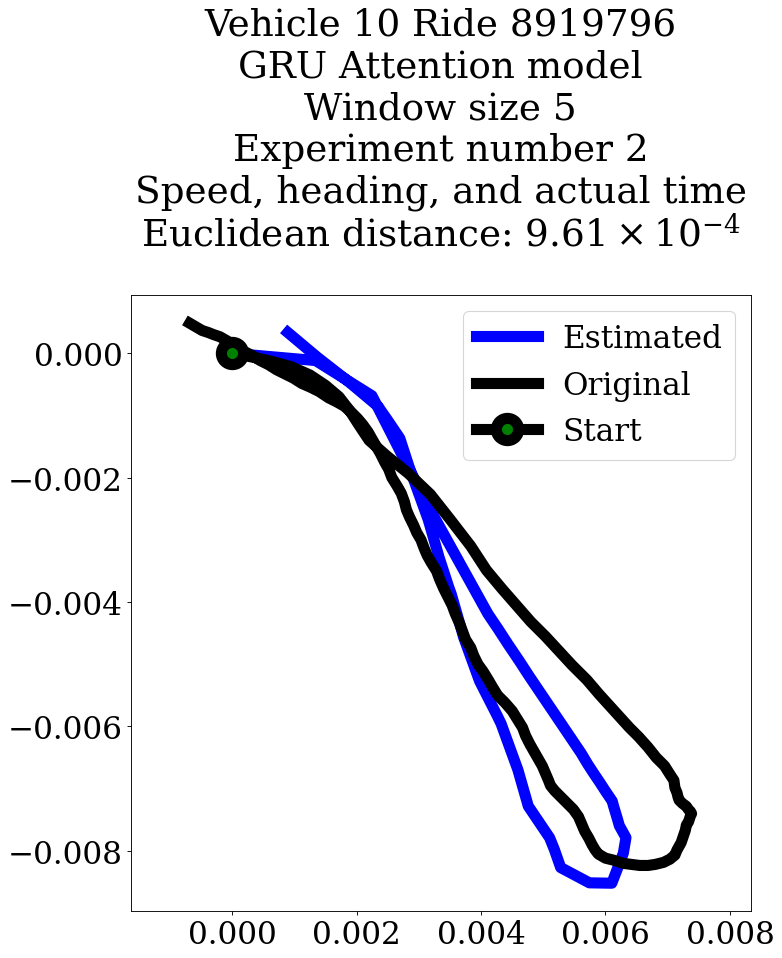 Vehicle 10 Ride 8919796
GRU Attention model
Window size 5
Experiment number 2
Speed, heading, and actual time
Euclidean distance: 9.61 × 10⁻⁴
Estimated
Original
Start
0.000
−0.002
−0.004
−0.006
−0.008
0.000 0.002 0.004 0.006 0.008